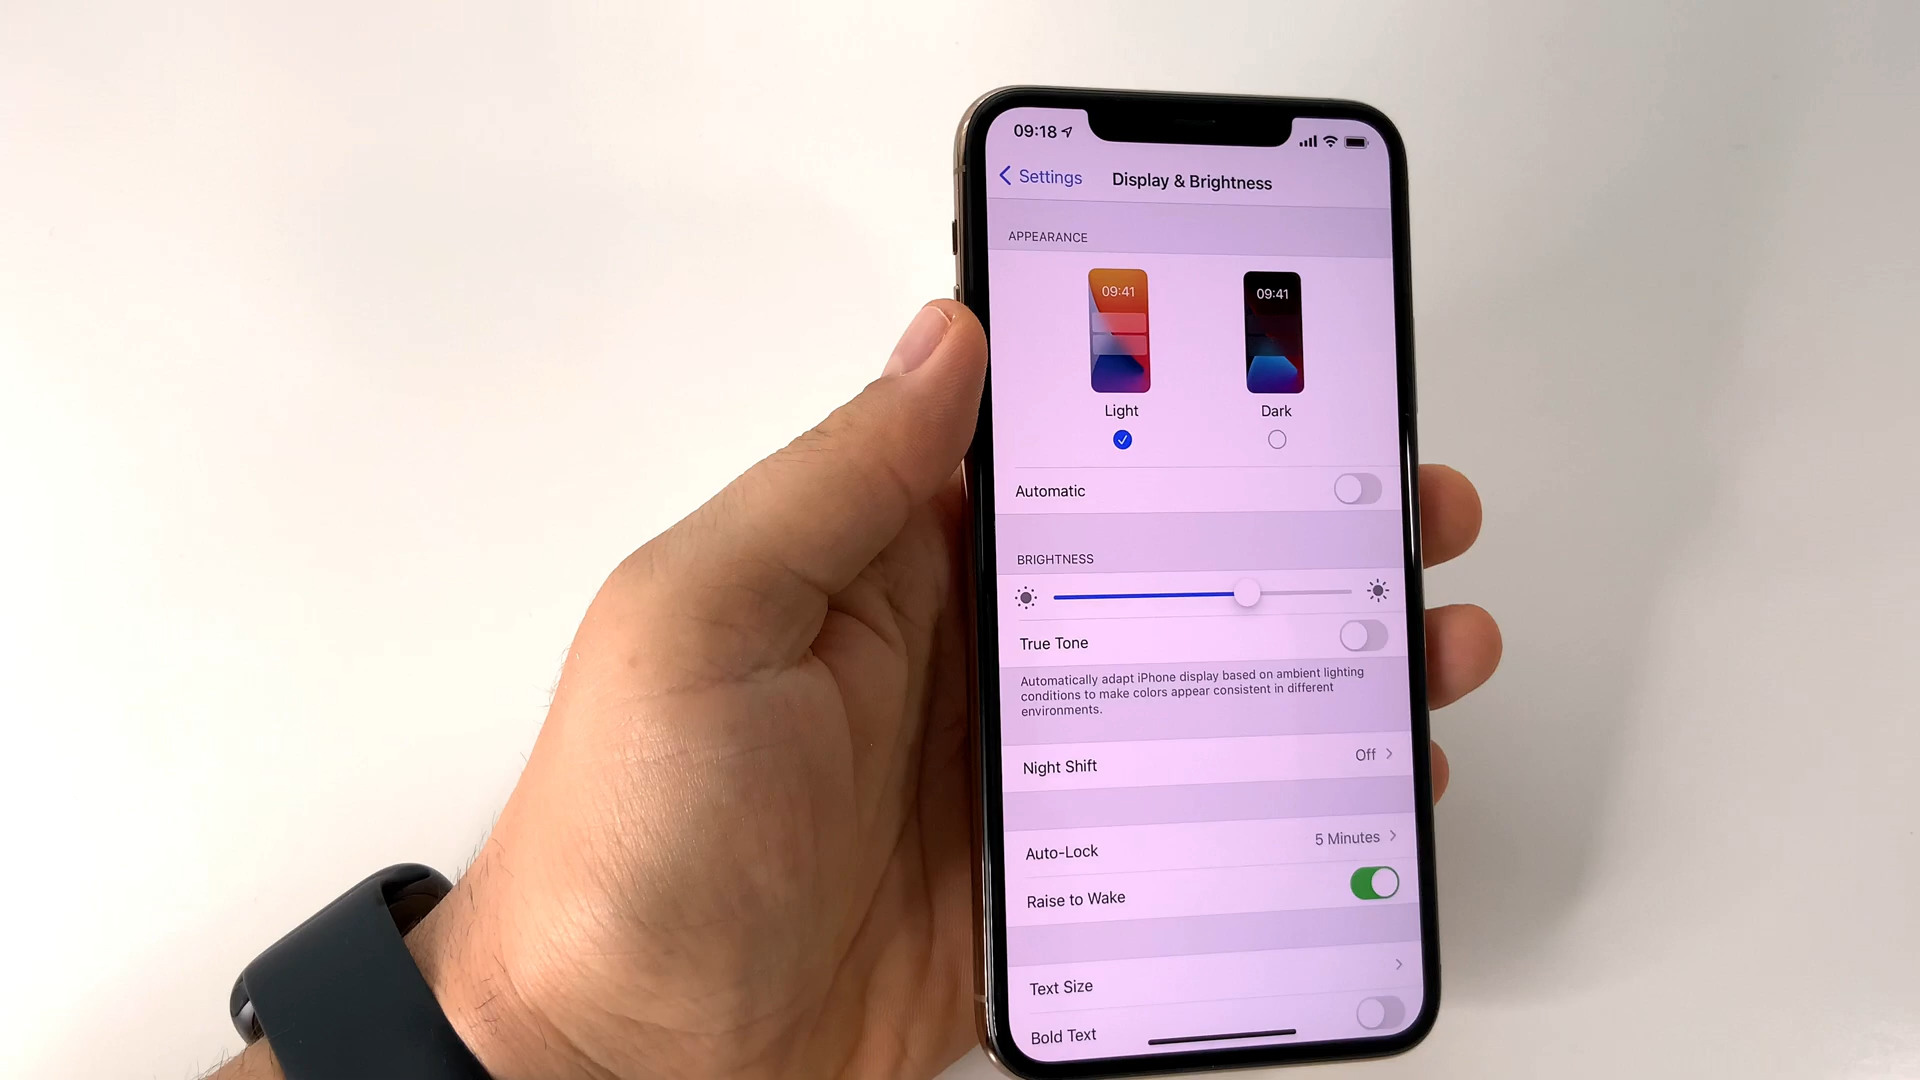 09:18
Settings
Display & Brightness
APPEARANCE
09:41
09:41
Light
Dark
Automatic
BRIGHTNESS
True Tone
Automatically adapt iPhone display based on ambient lighting
conditions to make colors appear consistent in different
environments.
Night Shift
Off
Auto-Lock
5 Minutes
Raise to Wake
Text Size
Bold Text